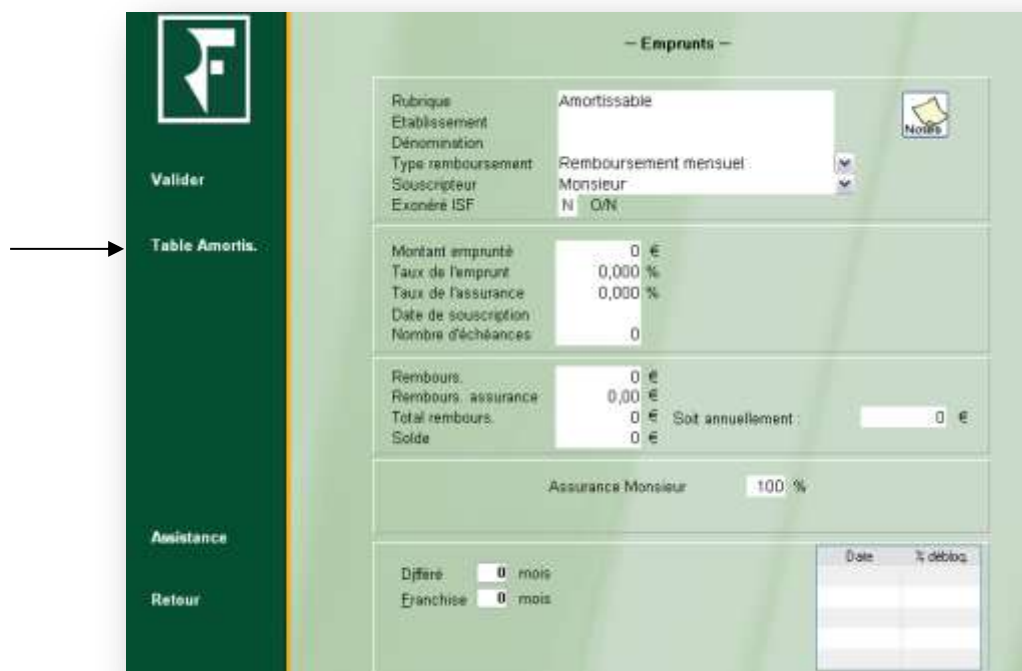 – Emprunts –
Rubrique Amortissable
Etablissement
Dénomination
Type remboursement Remboursement mensuel
Souscripteur Monsieur
Exonéré ISF N O/N
Notes
Valider
Table Amortis.
Montant emprunté 0 €
Taux de l'emprunt 0,000 %
Taux de l'assurance 0,000 %
Date de souscription
Nombre d'échéances 0
Rembours. 0 €
Rembours. assurance 0,00 €
Total rembours. 0 € Soit annuellement : 0 €
Solde 0 €
Assurance Monsieur 100 %
Assistance
Retour
Différé 0 mois
Franchise 0 mois
Date % débloq.